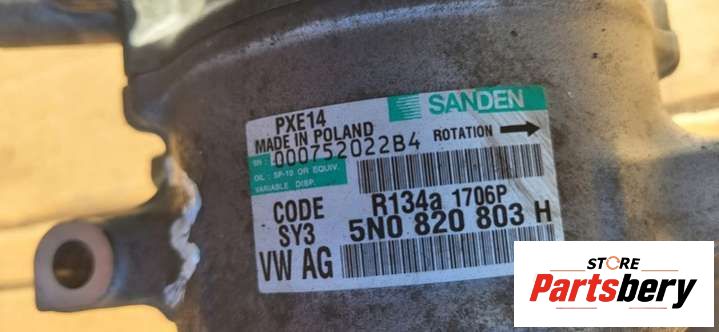 SANDEN
PXE14
MADE IN POLAND
ROTATION
SN : 000752022B4
OIL : SP-10 OR EQUIV.
VARIABLE DISP.
R134a 1706P
CODE
SY3
5N0 820 803 H
VW AG
STORE
Partsbery